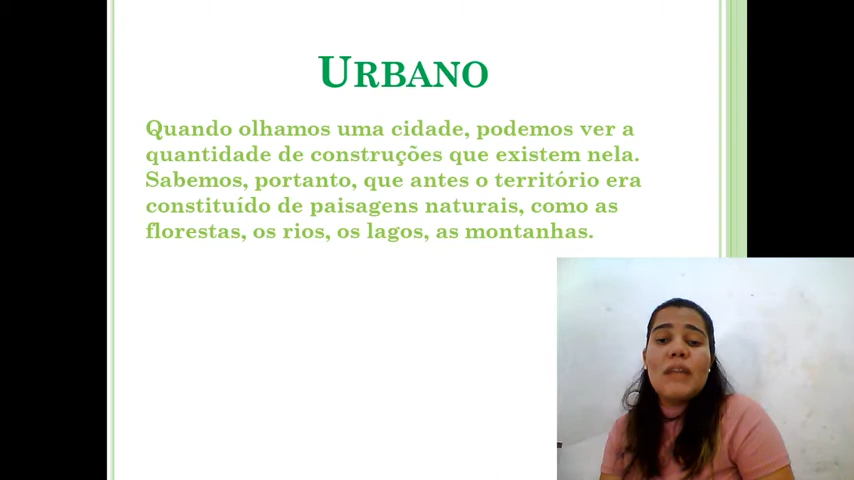 URBANO
Quando olhamos uma cidade, podemos ver a
quantidade de construções que existem nela.
Sabemos, portanto, que antes o território era
constituído de paisagens naturais, como as
florestas, os rios, os lagos, as montanhas.